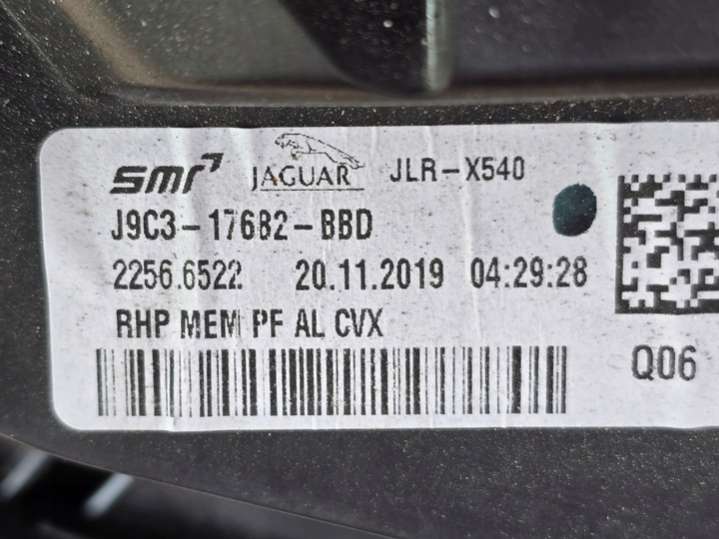 smr JAGUAR JLR-X540
J9C3-17682-BBD
2256.6522 20.11.2019 04:29:28
RHP MEM PF AL CVX
Q06